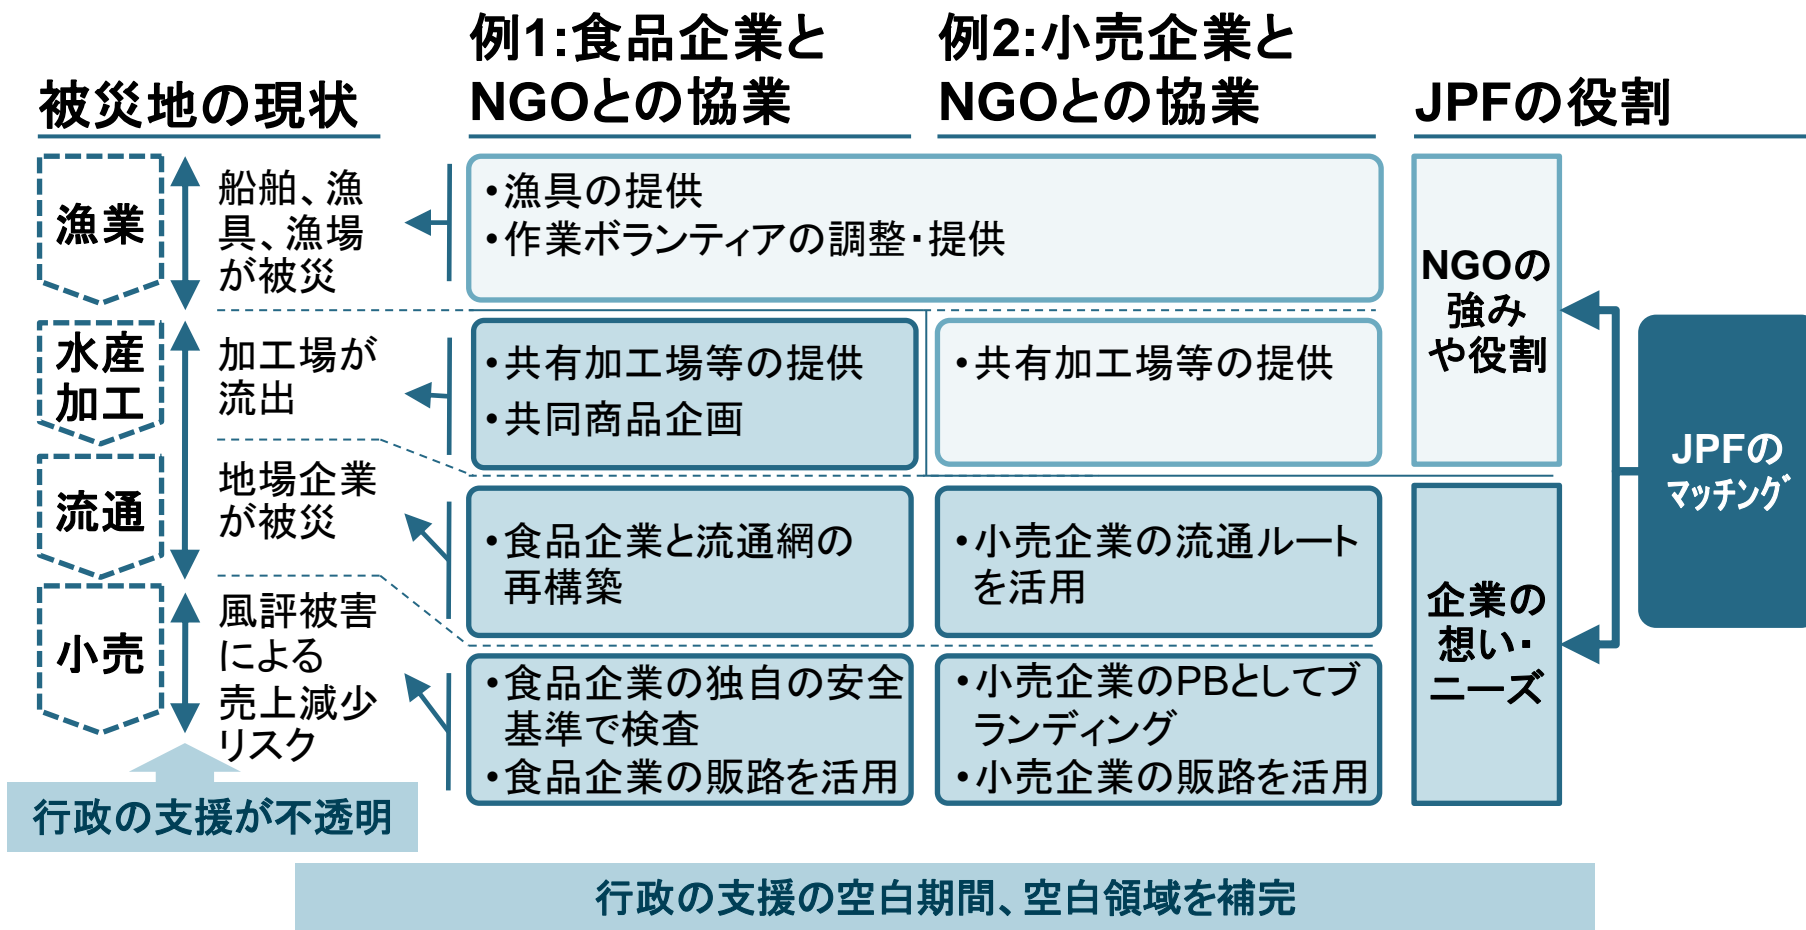 被災地の現状
例1:食品企業と
NGOとの協業
例2:小売企業と
NGOとの協業
JPFの役割
漁業
船舶、漁
具、漁場
が被災
・漁具の提供
・作業ボランティアの調整・提供
水産
加工
加工場が
流出
・共有加工場等の提供
・共同商品企画
・共有加工場等の提供
流通
地場企業
が被災
・食品企業と流通網の
再構築
・小売企業の流通ルート
を活用
小売
風評被害
による
売上減少
リスク
・食品企業の独自の安全
基準で検査
・食品企業の販路を活用
・小売企業のPBとしてブ
ランディング
・小売企業の販路を活用
NGOの
強み
や役割
企業の
想い・
ニーズ
JPFの
マッチング
行政の支援が不透明
行政の支援の空白期間、空白領域を補完